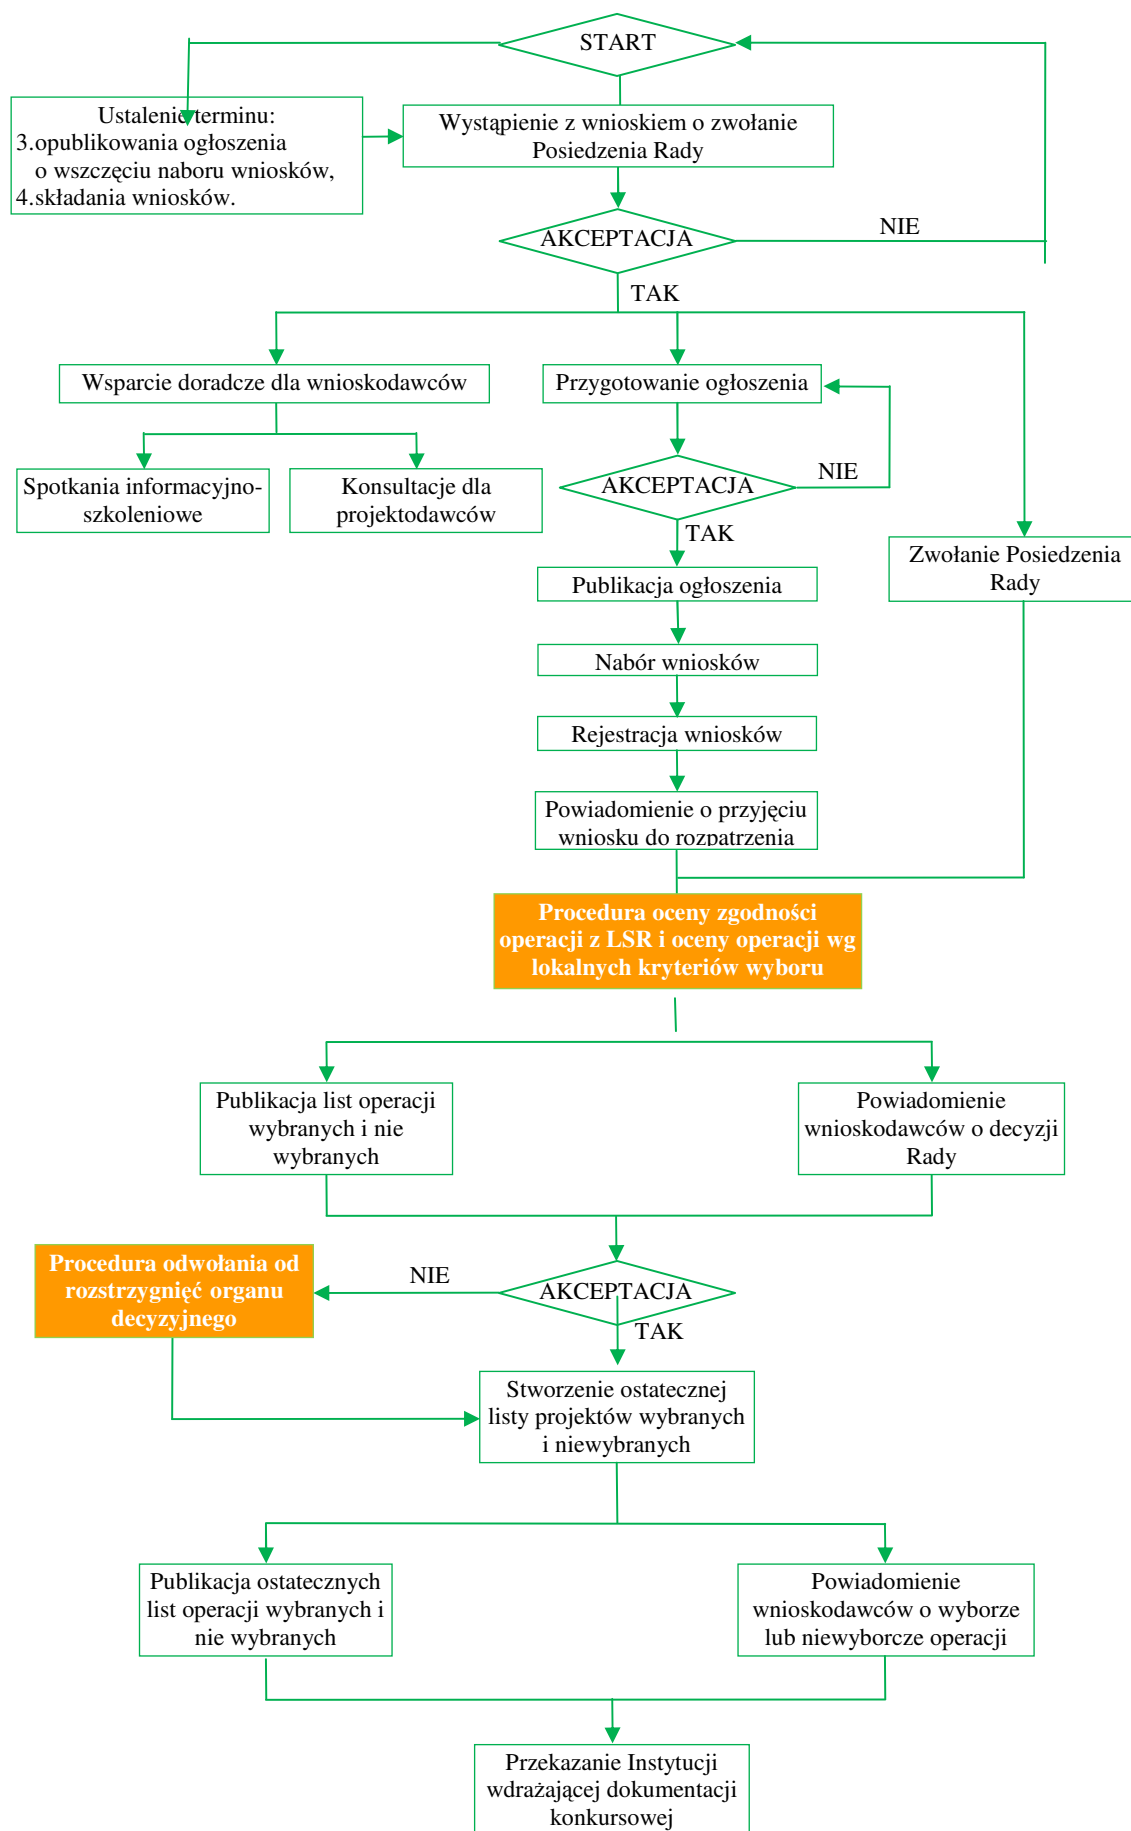 START
Ustalenie terminu:
3.opublikowania ogłoszenia
o wszczęciu naboru wniosków,
4.składania wniosków.
Wystąpienie z wnioskiem o zwołanie
Posiedzenia Rady
AKCEPTACJA
NIE
TAK
Wsparcie doradcze dla wnioskodawców
Przygotowanie ogłoszenia
Spotkania informacyjno-
szkoleniowe
Konsultacje dla
projektodawców
AKCEPTACJA
NIE
TAK
Zwołanie Posiedzenia
Rady
Publikacja ogłoszenia
Nabór wniosków
Rejestracja wniosków
Powiadomienie o przyjęciu
wniosku do rozpatrzenia
Procedura oceny zgodności
operacji z LSR i oceny operacji wg
lokalnych kryteriów wyboru
Publikacja list operacji
wybranych i nie
wybranych
Powiadomienie
wnioskodawców o decyzji
Rady
Procedura odwołania od
rozstrzygnięć organu
decyzyjnego
NIE
AKCEPTACJA
TAK
Stworzenie ostatecznej
listy projektów wybranych
i niewybranych
Publikacja ostatecznych
list operacji wybranych i
nie wybranych
Powiadomienie
wnioskodawców o wyborze
lub niewyborcze operacji
Przekazanie Instytucji
wdrażającej dokumentacji
konkursowej